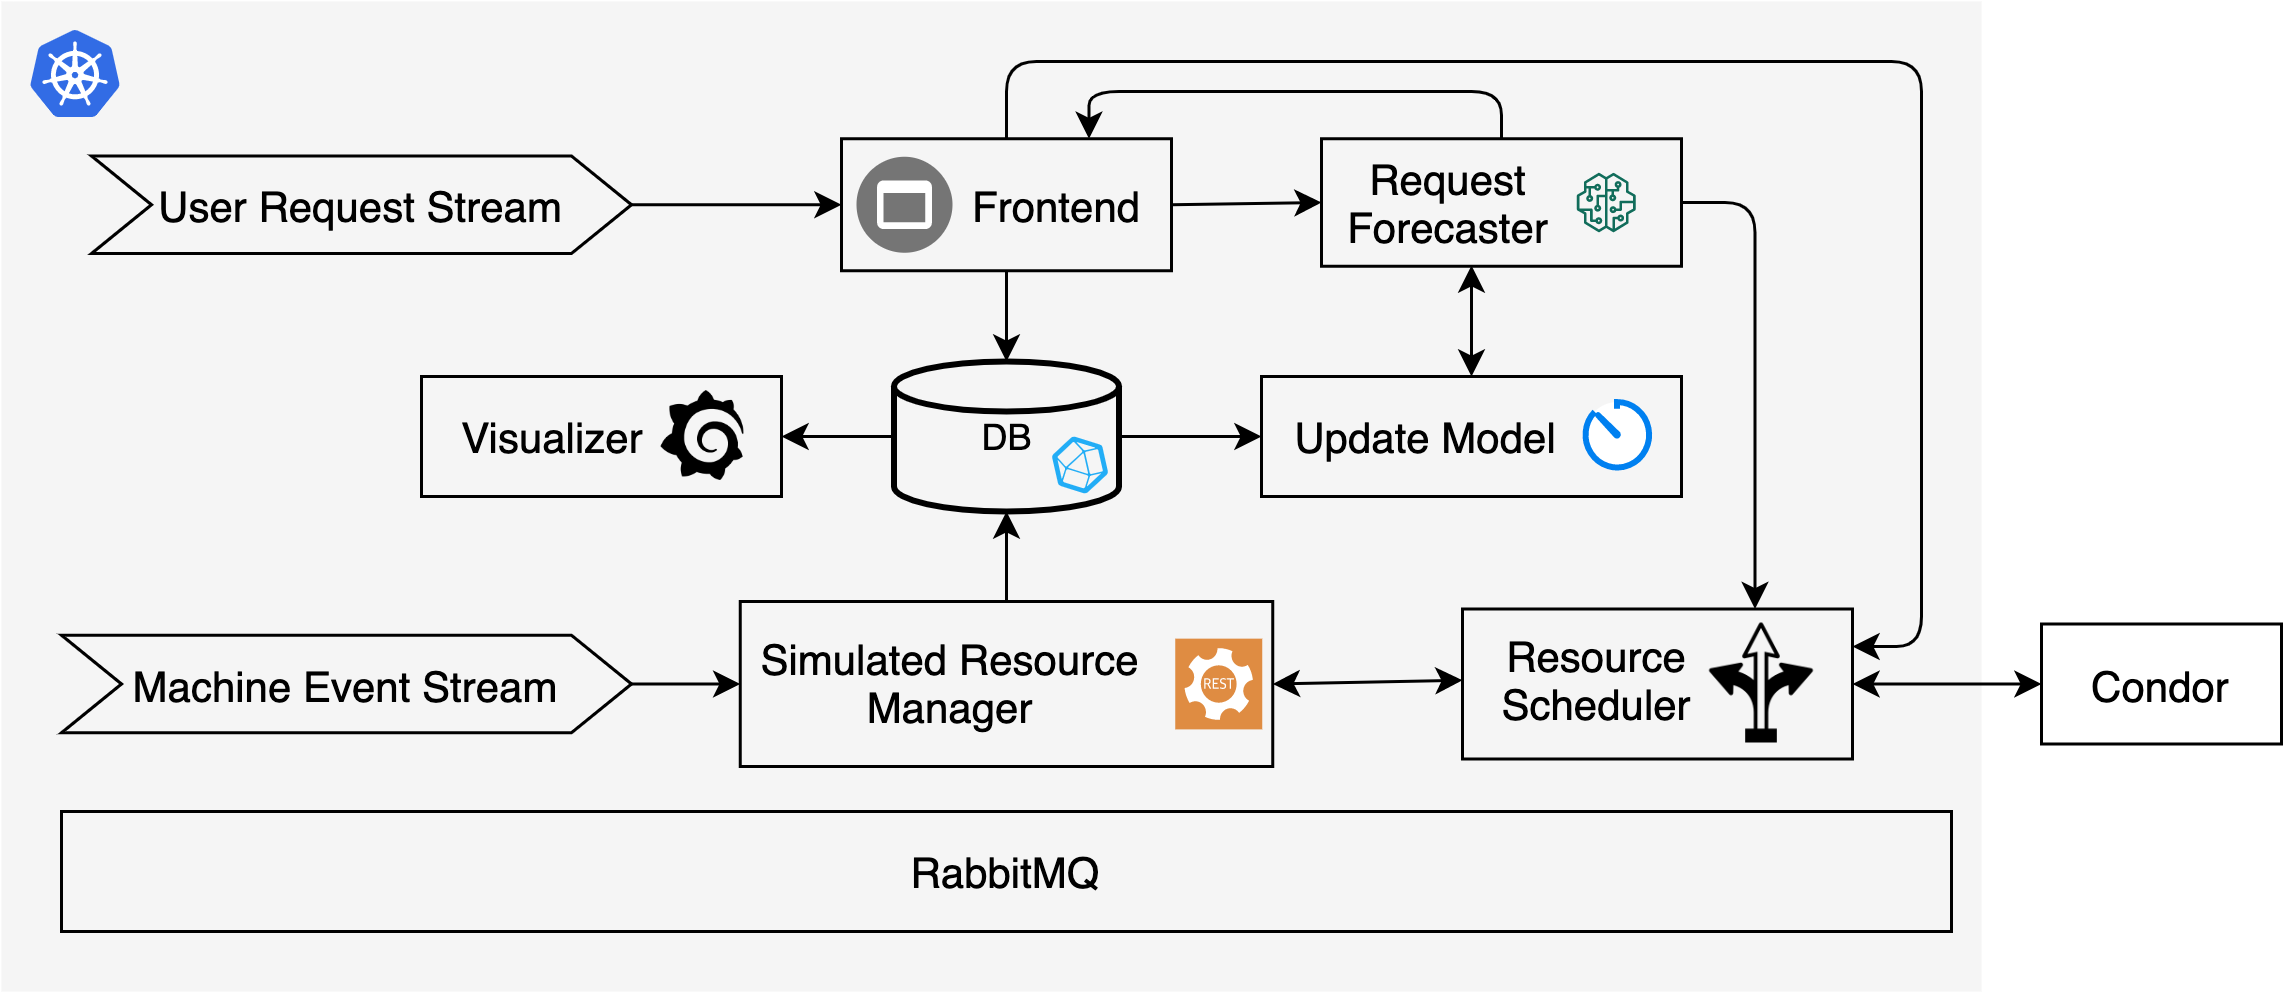 User Request Stream
Frontend
Request
Forecaster
Visualizer
DB
Update Model
Machine Event Stream
Simulated Resource
Manager
REST
Resource
Scheduler
Condor
RabbitMQ